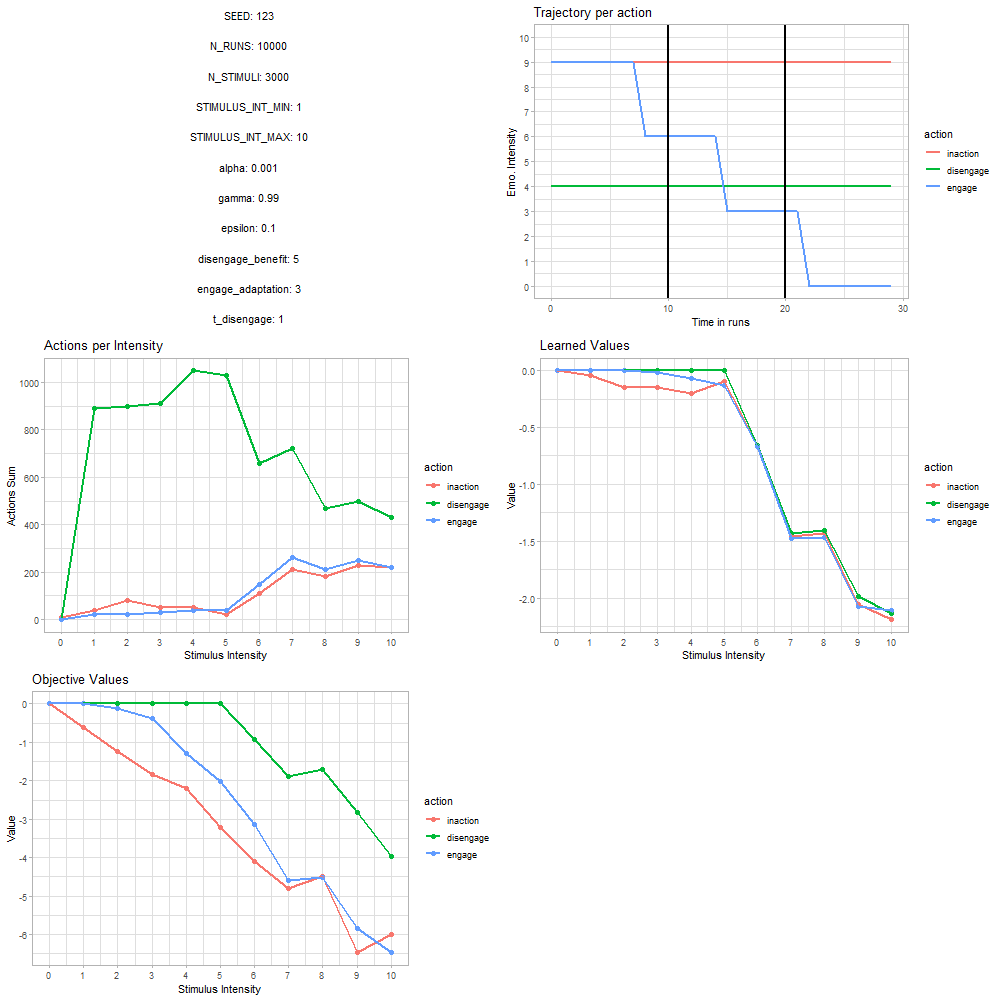 SEED: 123
N_RUNS: 10000
N_STIMULI: 3000
STIMULUS_INT_MIN: 1
STIMULUS_INT_MAX: 10
alpha: 0.001
gamma: 0.99
epsilon: 0.1
disengage_benefit: 5
engage_adaptation: 3
t_disengage: 1
Trajectory per action
Emo. Intensity
10
9
8
7
6
5
4
3
2
1
0
0 10 20 30
Time in runs
action
inaction
disengage
engage
Actions per Intensity
Actions Sum
1000
800
600
400
200
0
0 1 2 3 4 5 6 7 8 9 10
Stimulus Intensity
action
inaction
disengage
engage
Learned Values
Value
0.0
-0.5
-1.0
-1.5
-2.0
0 1 2 3 4 5 6 7 8 9 10
Stimulus Intensity
action
inaction
disengage
engage
Objective Values
Value
0
-1
-2
-3
-4
-5
-6
0 1 2 3 4 5 6 7 8 9 10
Stimulus Intensity
action
inaction
disengage
engage